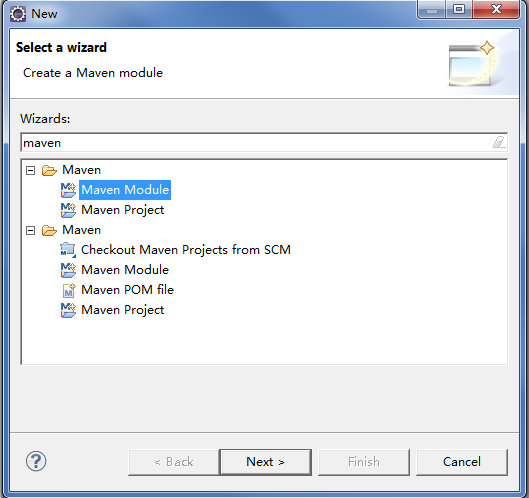 New
Select a wizard
Create a Maven module
Wizards:
maven
Maven
Maven Module
Maven Project
Maven
Checkout Maven Projects from SCM
Maven Module
Maven POM file
Maven Project
? < Back Next > Finish Cancel